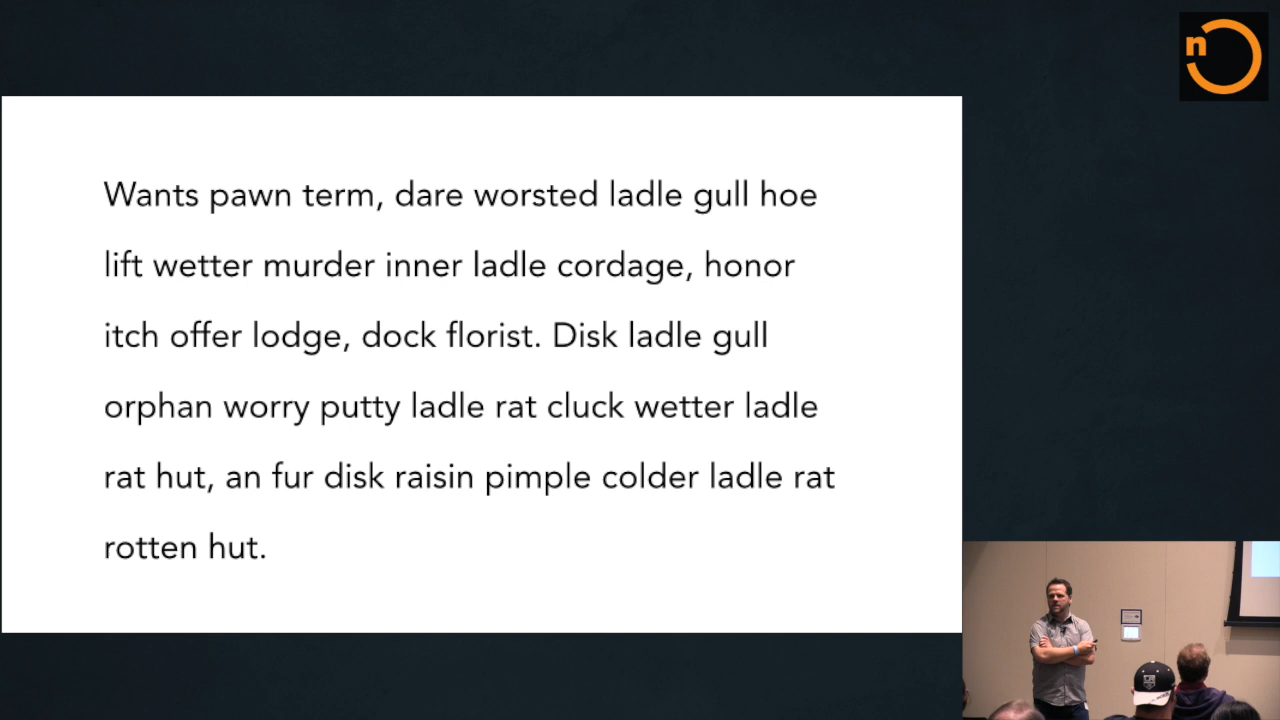 n
Wants pawn term, dare worsted ladle gull hoe
lift wetter murder inner ladle cordage, honor
itch offer lodge, dock florist. Disk ladle gull
orphan worry putty ladle rat cluck wetter ladle
rat hut, an fur disk raisin pimple colder ladle rat
rotten hut.